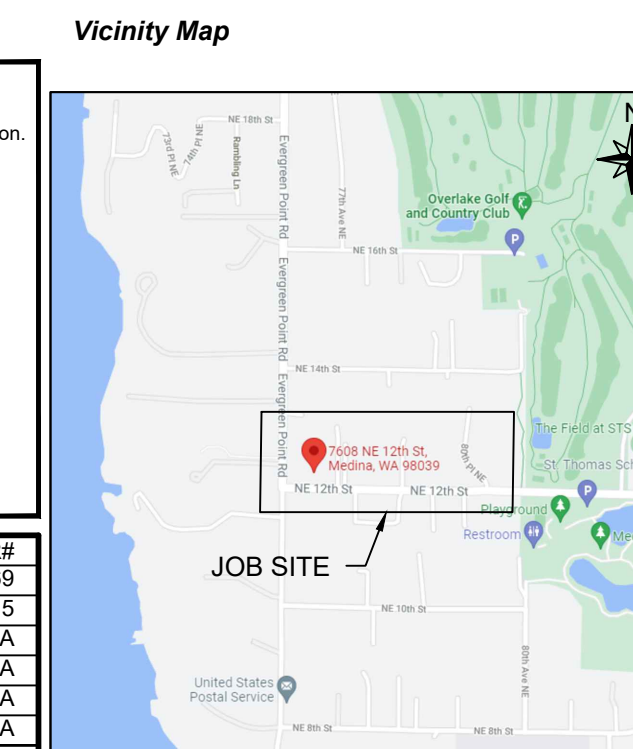 Vicinity Map
on.
N
NE 18th St
73rd Pl NE
74th Pl NE
Rambling Ln
Evergreen Point Rd
77th Ave NE
Overlake Golf
and Country Club
P
NE 16th St
Evergreen Point Rd
NE 14th St
Evergreen Point Rd
The Field at STS
7608 NE 12th St,
Medina, WA 98039
80th Pl NE
St. Thomas Sch
NE 12th St
NE 12th St
P
Playground
Restroom
Me
#
69
5
A
A
A
A
JOB SITE
NE 10th St
80th Ave NE
United States
Postal Service
NE 8th St
NE 8th St